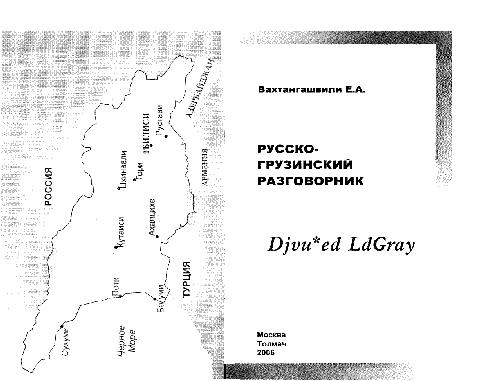 РОССИЯ
АЗЕРБАЙДЖАН
АРМЕНИЯ
ТУРЦИЯ
Черное
Море
Сухуми
Поти
Батуми
Кутаиси
Ахалцихе
Цхинвали
Гори
ТБИЛИСИ
Рустави
Вахтангашвили Е.А.
РУССКО-
ГРУЗИНСКИЙ
РАЗГОВОРНИК
Djvu*ed LdGray
Москва
Толмач
2006